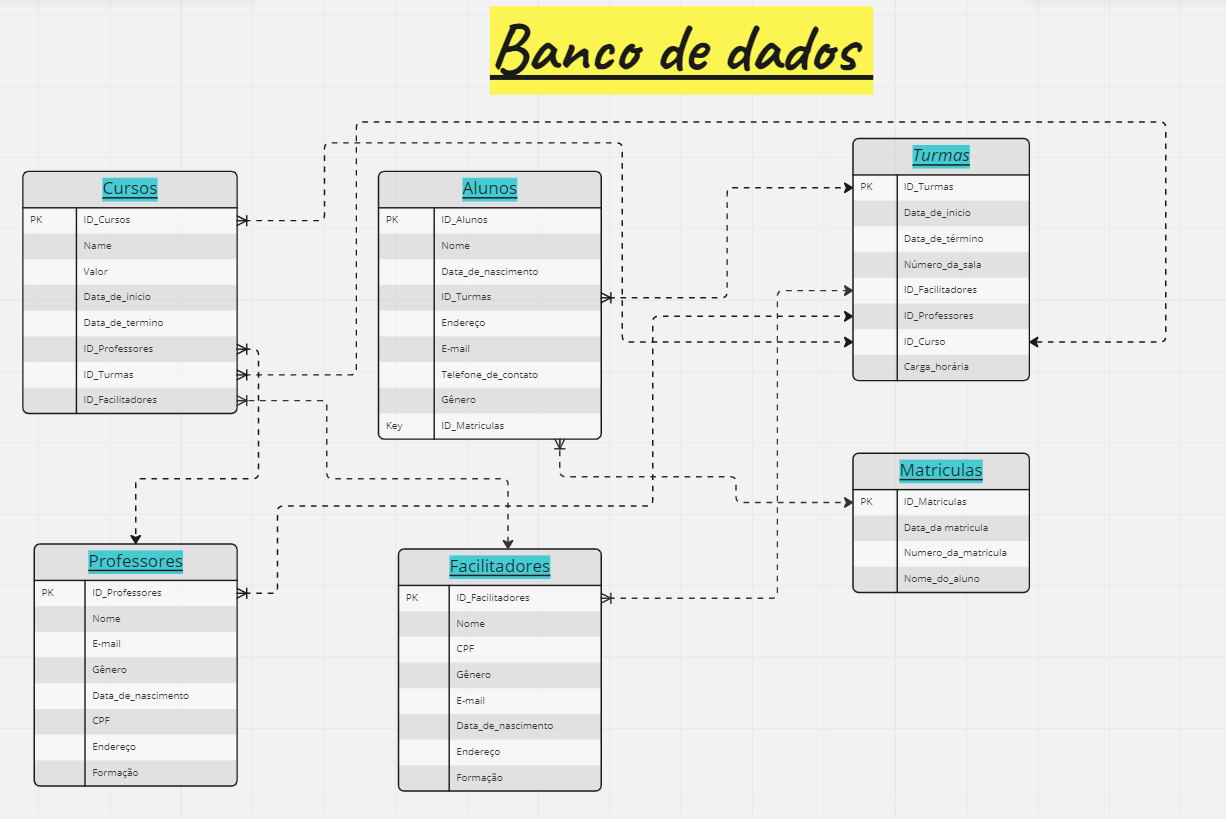 Banco de dados
Cursos
PK ID_Cursos
Name
Valor
Data_de_inicio
Data_de_termino
ID_Professores
ID_Turmas
ID_Facilitadores
Alunos
PK ID_Alunos
Nome
Data_de_nascimento
ID_Turmas
Endereço
E-mail
Telefone_de_contato
Gênero
Key ID_Matriculas
Turmas
PK ID_Turmas
Data_de_inicio
Data_de_término
Número_da_sala
ID_Facilitadores
ID_Professores
ID_Curso
Carga_horária
Matriculas
PK ID_Matriculas
Data_da matricula
Numero_da_matricula
Nome_do_aluno
Professores
PK ID_Professores
Nome
E-mail
Gênero
Data_de_nascimento
CPF
Endereço
Formação
Facilitadores
PK ID_Facilitadores
Nome
CPF
Gênero
E-mail
Data_de_nascimento
Endereço
Formação